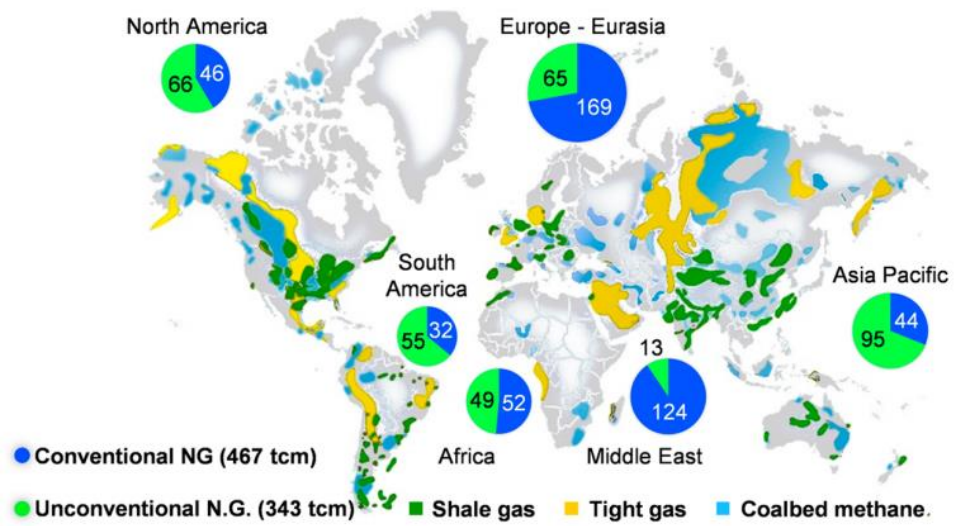 North America
66
46
Europe - Eurasia
65
169
South
America
55
32
Asia Pacific
95
44
13
124
49
52
Africa
Middle East
Conventional NG (467 tcm)
Unconventional N.G. (343 tcm)
Shale gas
Tight gas
Coalbed methane.